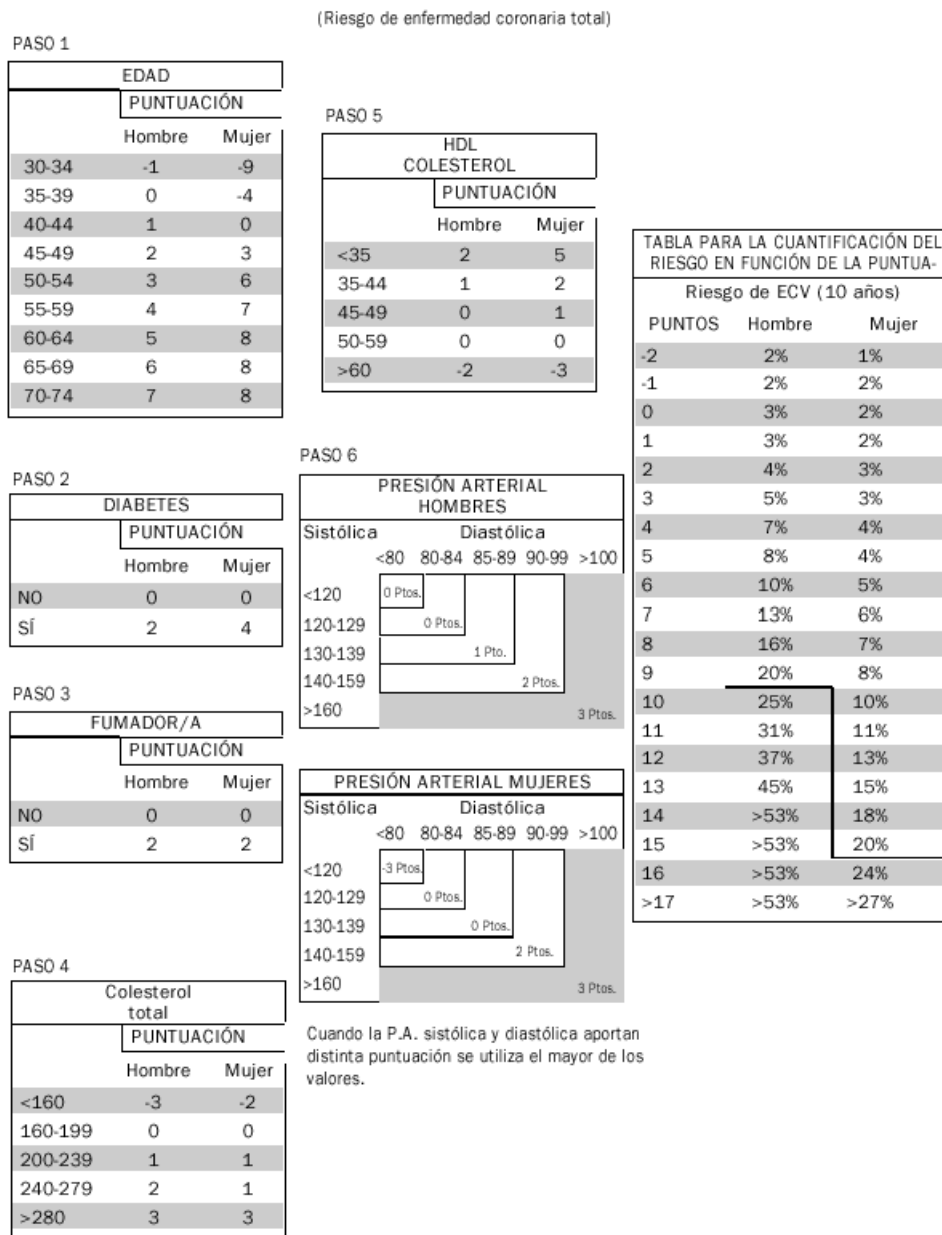 (Riesgo de enfermedad coronaria total)
PASO 1
EDAD
PUNTUACIÓN
Hombre Mujer
30-34 -1 -9
35-39 0 -4
40-44 1 0
45-49 2 3
50-54 3 6
55-59 4 7
60-64 5 8
65-69 6 8
70-74 7 8
PASO 2
DIABETES
PUNTUACIÓN
Hombre Mujer
NO 0 0
SÍ 2 4
PASO 3
FUMADOR/A
PUNTUACIÓN
Hombre Mujer
NO 0 0
SÍ 2 2
PASO 4
Colesterol
total
PUNTUACIÓN
Hombre Mujer
<160 -3 -2
160-199 0 0
200-239 1 1
240-279 2 1
>280 3 3
PASO 5
HDL
COLESTEROL
PUNTUACIÓN
Hombre Mujer
<35 2 5
35-44 1 2
45-49 0 1
50-59 0 0
>60 -2 -3
PASO 6
PRESIÓN ARTERIAL
HOMBRES
Sistólica Diastólica
<80 80-84 85-89 90-99 >100
<120 0 Ptos.
120-129 0 Ptos.
130-139 1 Pto.
140-159 2 Ptos.
>160 3 Ptos.
PRESIÓN ARTERIAL MUJERES
Sistólica Diastólica
<80 80-84 85-89 90-99 >100
<120 -3 Ptos.
120-129 0 Ptos.
130-139 0 Ptos.
140-159 2 Ptos.
>160 3 Ptos.
Cuando la P.A. sistólica y diastólica aportan
distinta puntuación se utiliza el mayor de los
valores.
TABLA PARA LA CUANTIFICACIÓN DEL
RIESGO EN FUNCIÓN DE LA PUNTUA-
Riesgo de ECV (10 años)
PUNTOS Hombre Mujer
-2 2% 1%
-1 2% 2%
0 3% 2%
1 3% 2%
2 4% 3%
3 5% 3%
4 7% 4%
5 8% 4%
6 10% 5%
7 13% 6%
8 16% 7%
9 20% 8%
10 25% 10%
11 31% 11%
12 37% 13%
13 45% 15%
14 >53% 18%
15 >53% 20%
16 >53% 24%
>17 >53% >27%